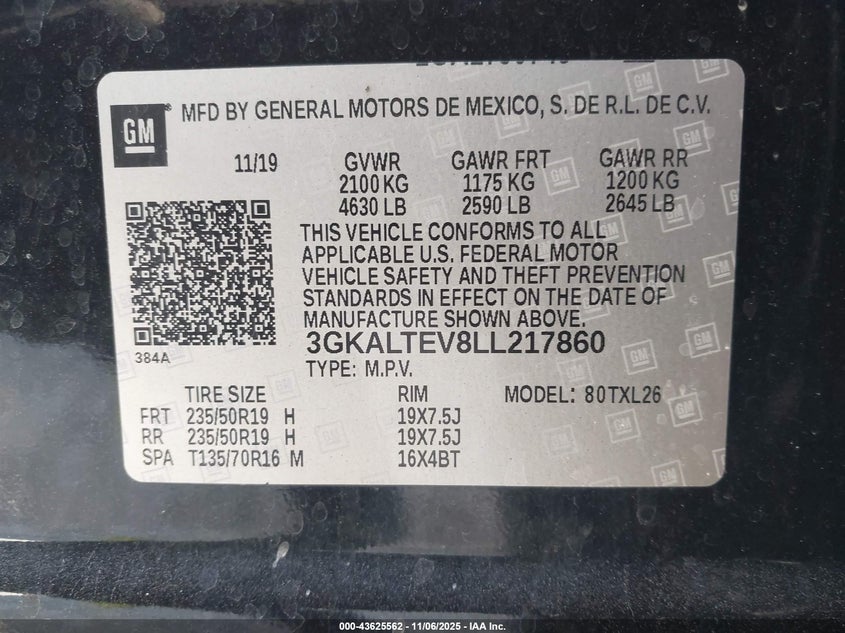 GM
MFD BY GENERAL MOTORS DE MEXICO, S. DE R.L. DE C.V.
11/19 GVWR GAWR FRT GAWR RR
2100 KG 1175 KG 1200 KG
4630 LB 2590 LB 2645 LB
THIS VEHICLE CONFORMS TO ALL
APPLICABLE U.S. FEDERAL MOTOR
VEHICLE SAFETY AND THEFT PREVENTION
STANDARDS IN EFFECT ON THE DATE OF
MANUFACTURE SHOWN ABOVE.
384A
3GKALTEV8LL217860
TYPE: M.P.V.
TIRE SIZE RIM MODEL: 80TXL26
FRT 235/50R19 H 19X7.5J
RR 235/50R19 H 19X7.5J
SPA T135/70R16 M 16X4BT
000-43625562 - 11/06/2025 - IAA Inc.